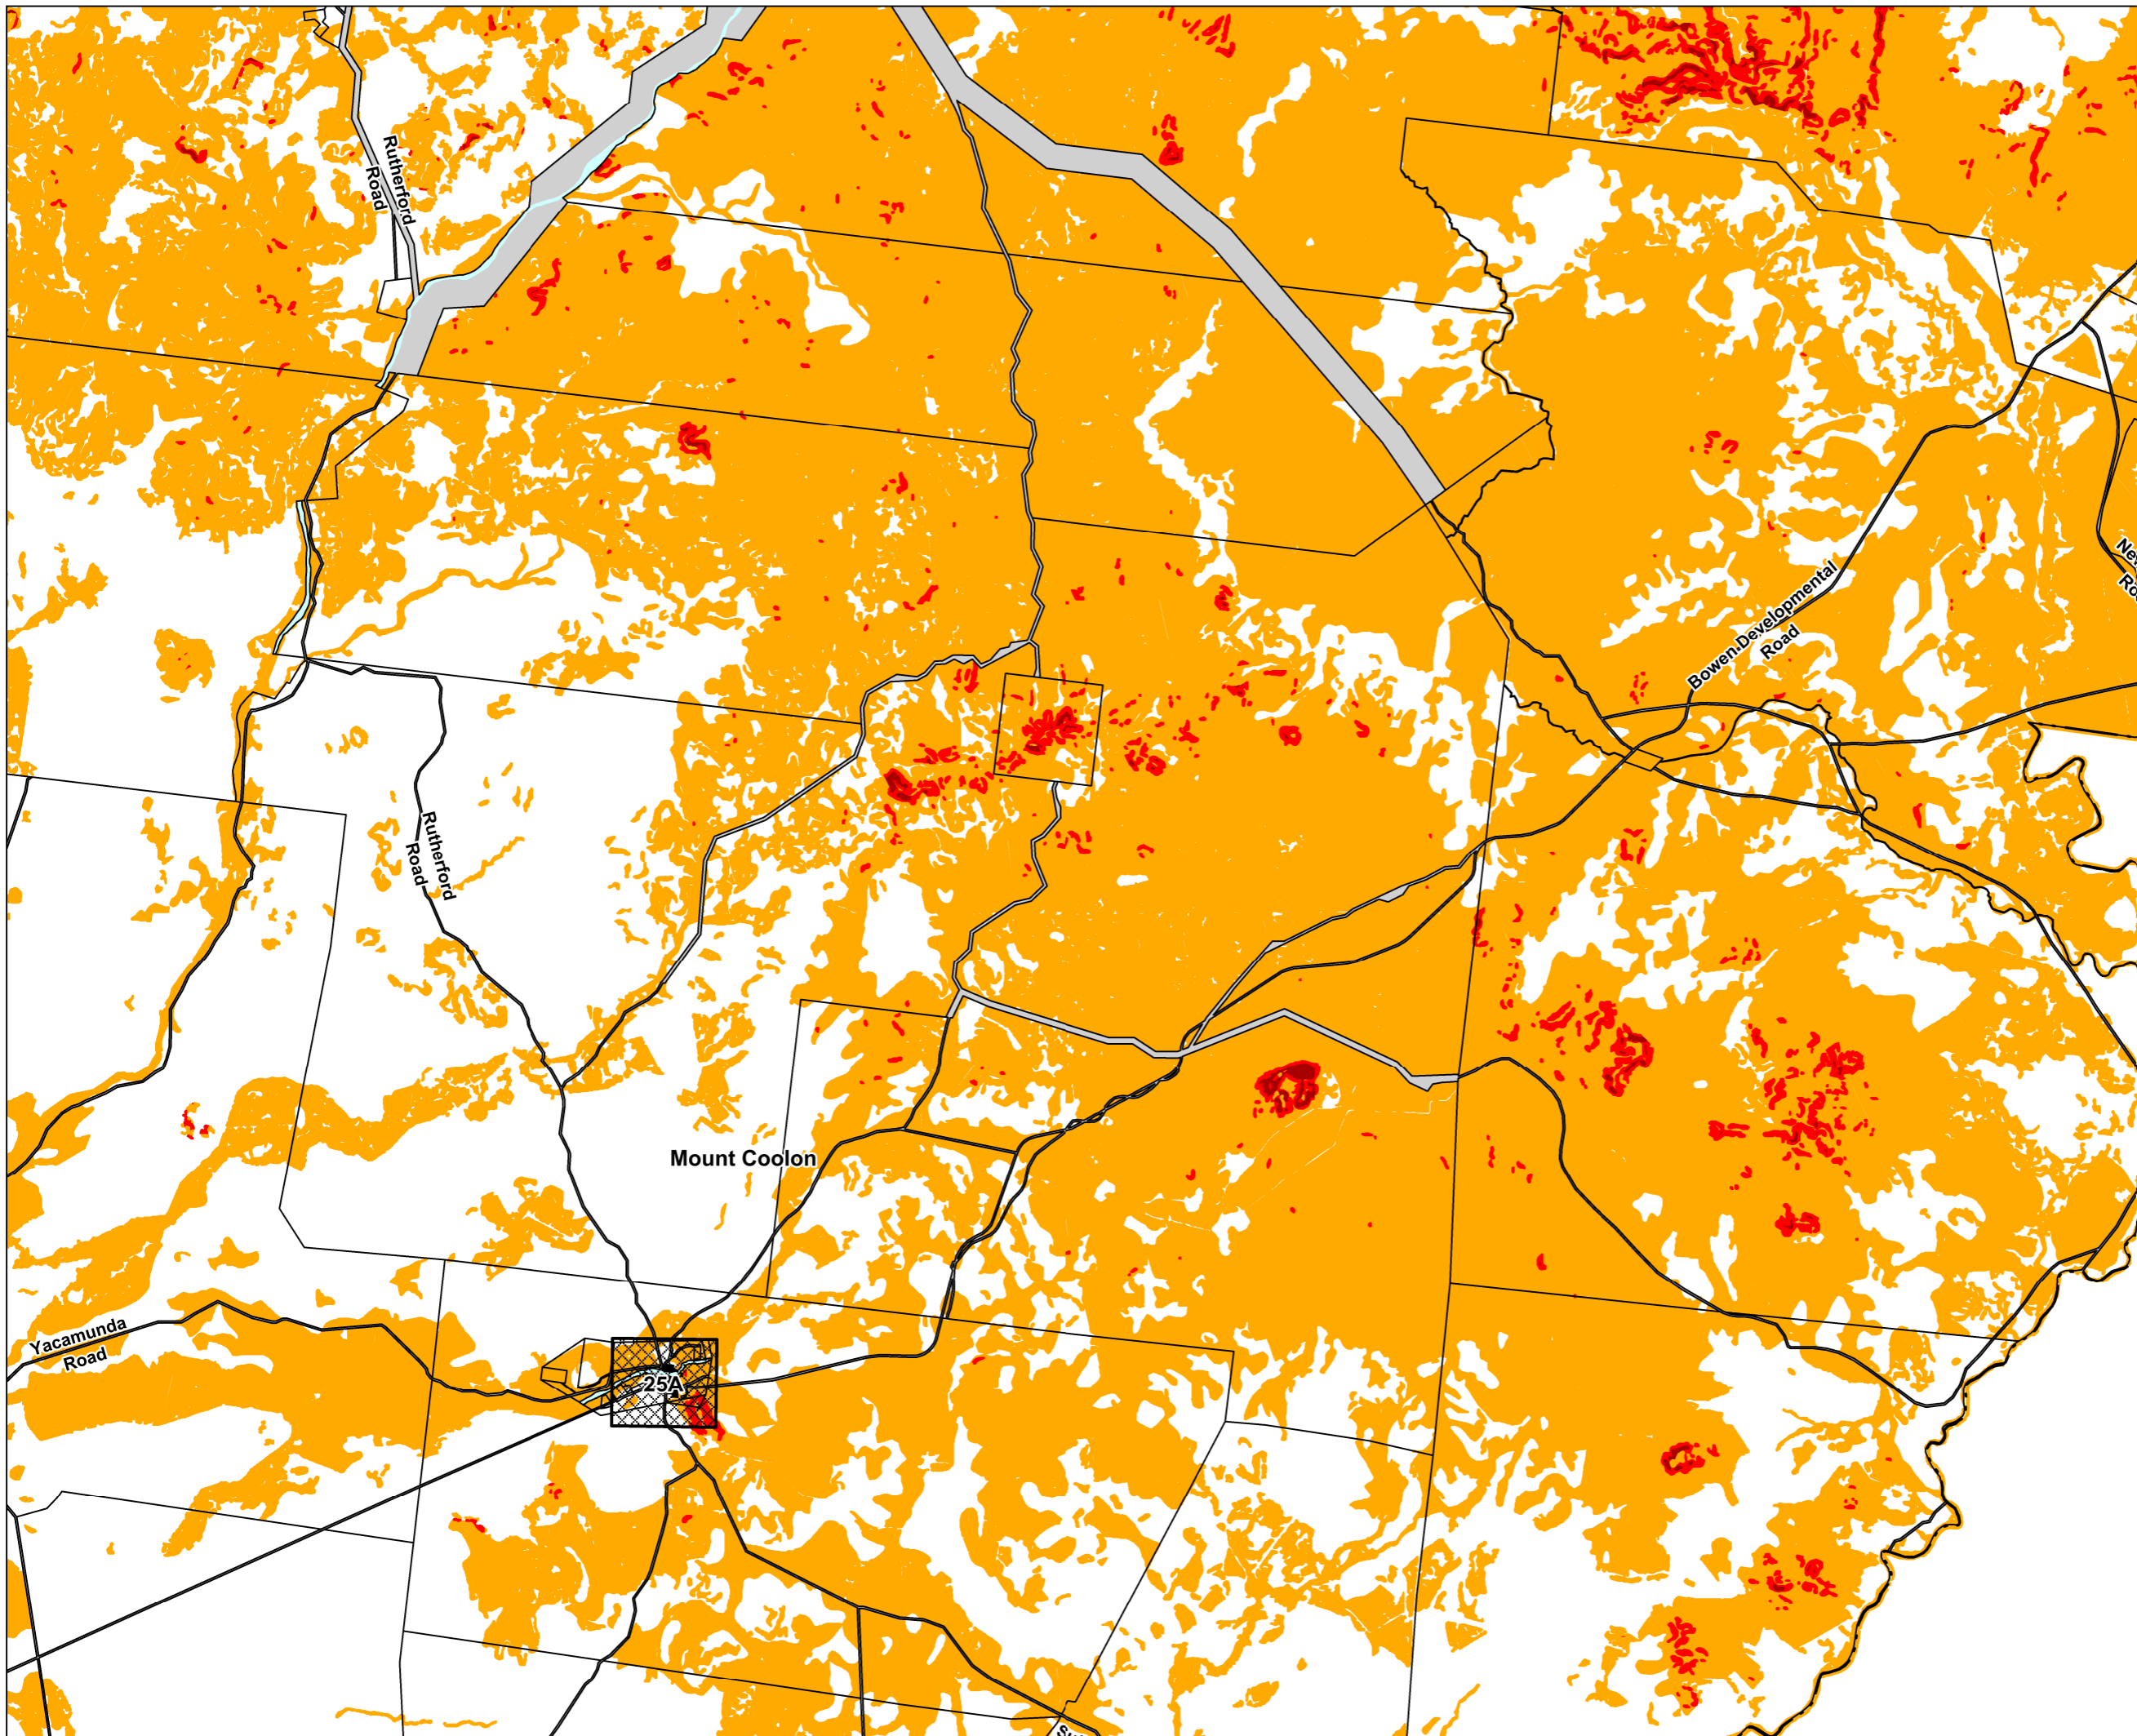 Rutherford
Road
Bowen Developmental
Road
Rutherford
Road
Mount Coolon
Yacamunda
Road
25A